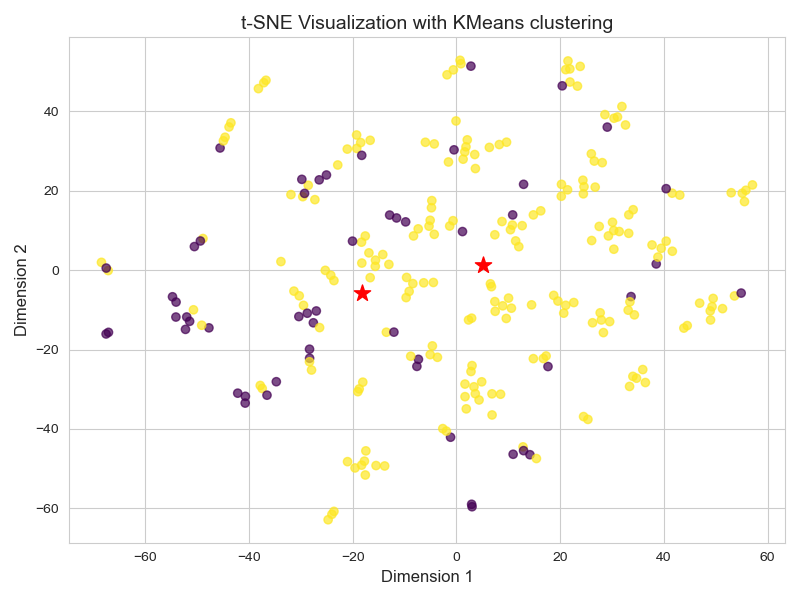 t-SNE Visualization with KMeans clustering
Dimension 2
40
20
0
−20
−40
−60
−60 −40 −20 0 20 40 60
Dimension 1